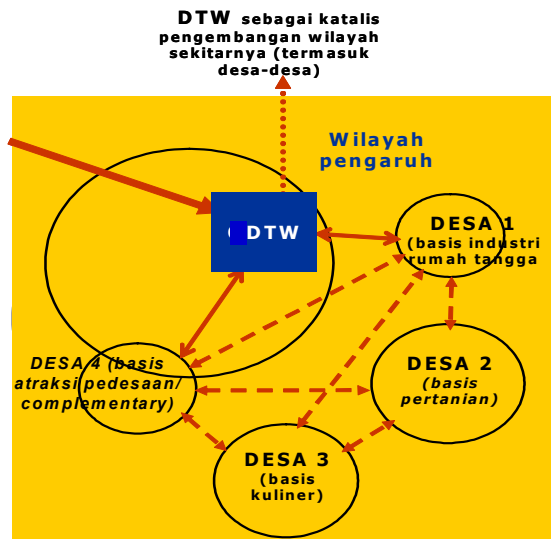 DTW sebagai katalis
pengembangan wilayah
sekitarnya (termasuk
desa-desa)
Wilayah
pengaruh
DTW
DESA 1
(basis industri
rumah tangga
DESA 2
(basis
pertanian)
DESA 4 (basis
atraksi pedesaan/
complementary)
DESA 3
(basis
kuliner)